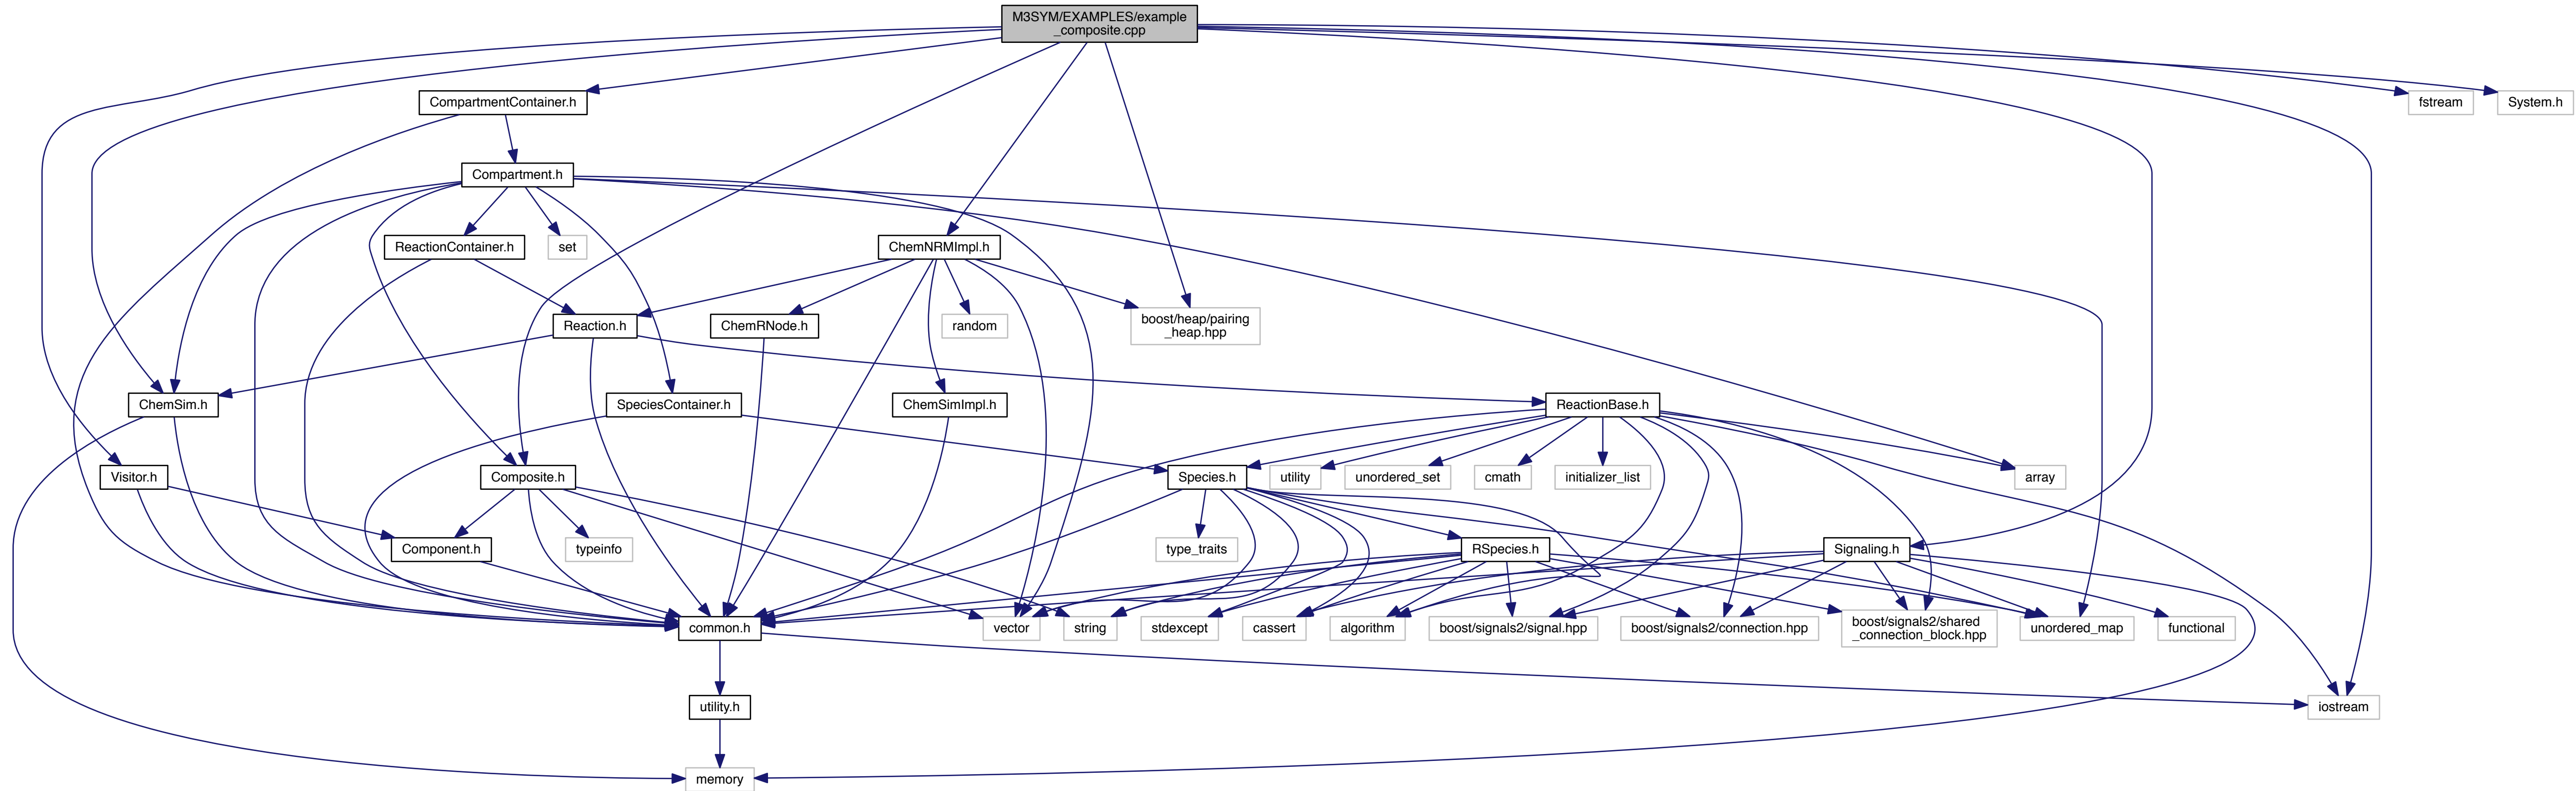 M3SYM/EXAMPLES/example
_composite.cpp
CompartmentContainer.h
fstream
System.h
Compartment.h
ReactionContainer.h
set
ChemNRMImpl.h
Reaction.h
ChemRNode.h
random
boost/heap/pairing
_heap.hpp
ChemSim.h
SpeciesContainer.h
ChemSimImpl.h
ReactionBase.h
Visitor.h
Composite.h
Species.h
utility
unordered_set
cmath
initializer_list
array
Component.h
typeinfo
type_traits
RSpecies.h
Signaling.h
common.h
vector
string
stdexcept
cassert
algorithm
boost/signals2/signal.hpp
boost/signals2/connection.hpp
boost/signals2/shared
_connection_block.hpp
unordered_map
functional
utility.h
iostream
memory